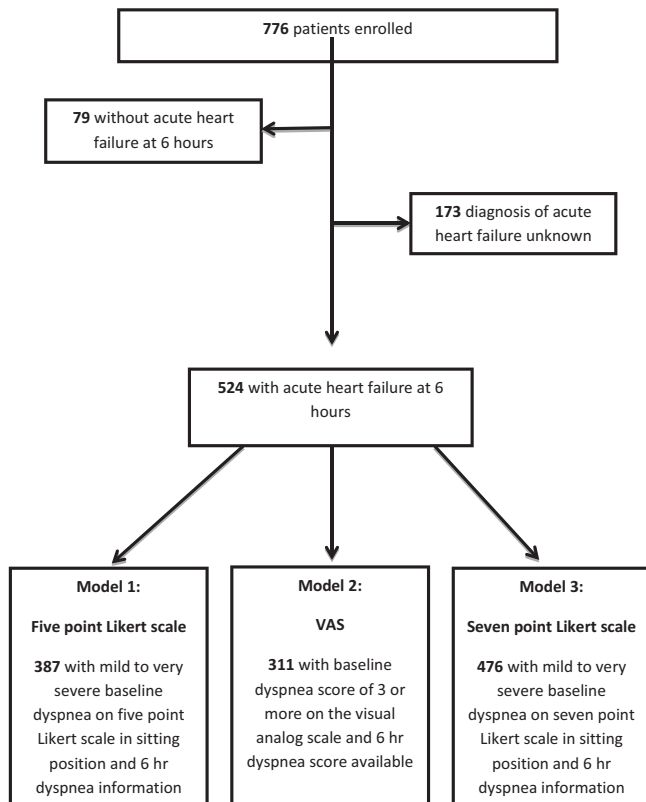 776 patients enrolled
79 without acute heart
failure at 6 hours
173 diagnosis of acute
heart failure unknown
524 with acute heart failure at 6
hours
Model 1:
Five point Likert scale
387 with mild to very
severe baseline
dyspnea on five point
Likert scale in sitting
position and 6 hr
dyspnea information
Model 2:
VAS
311 with baseline
dyspnea score of 3 or
more on the visual
analog scale and 6 hr
dyspnea score available
Model 3:
Seven point Likert scale
476 with mild to very
severe baseline
dyspnea on seven point
Likert scale in sitting
position and 6 hr
dyspnea information